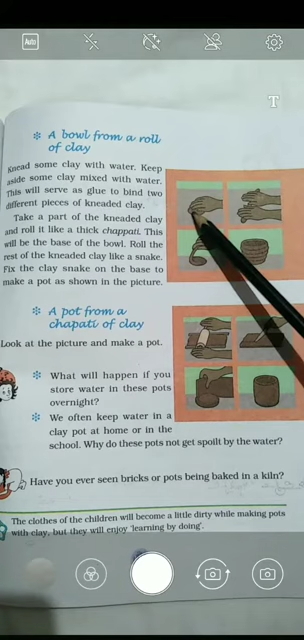 Auto
T
✻ A bowl from a roll
of clay
Knead some clay with water. Keep
aside some clay mixed with water.
This will serve as glue to bind two
different pieces of kneaded clay.
Take a part of the kneaded clay
and roll it like a thick chappati. This
will be the base of the bowl. Roll the
rest of the kneaded clay like a snake.
Fix the clay snake on the base to
make a pot as shown in the picture.
✻ A pot from a
chapati of clay
Look at the picture and make a pot.
✻ What will happen if you
store water in these pots
overnight?
✻ We often keep water in a
clay pot at home or in the
school. Why do these pots not get spoilt by the water?
Have you ever seen bricks or pots being baked in a kiln?
The clothes of the children will become a little dirty while making pots
with clay, but they will enjoy 'learning by doing'.